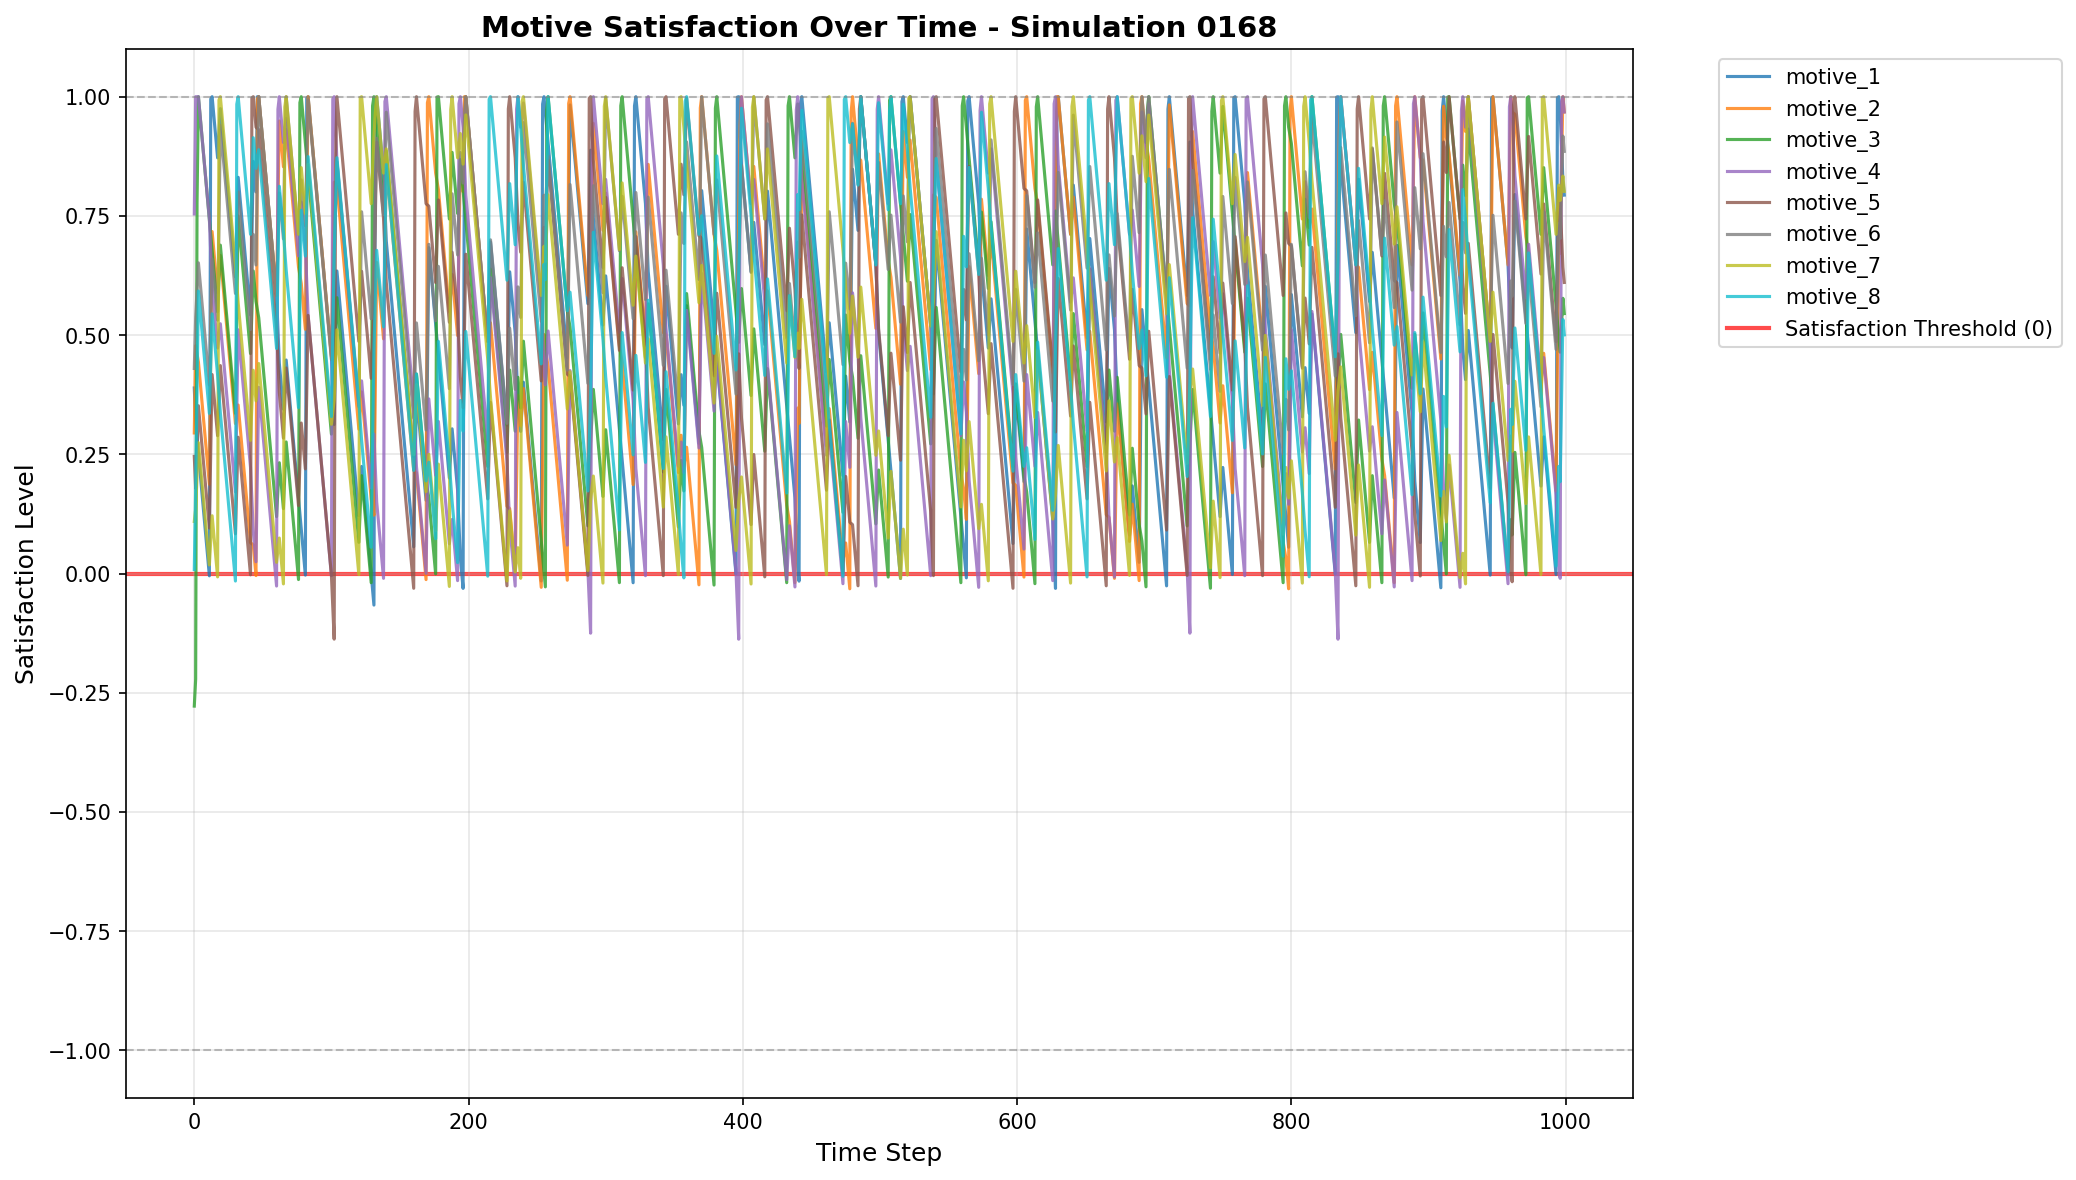 Motive Satisfaction Over Time - Simulation 0168
motive_1
motive_2
motive_3
motive_4
motive_5
motive_6
motive_7
motive_8
Satisfaction Threshold (0)
Satisfaction Level
1.00
0.75
0.50
0.25
0.00
−0.25
−0.50
−0.75
−1.00
0 200 400 600 800 1000
Time Step